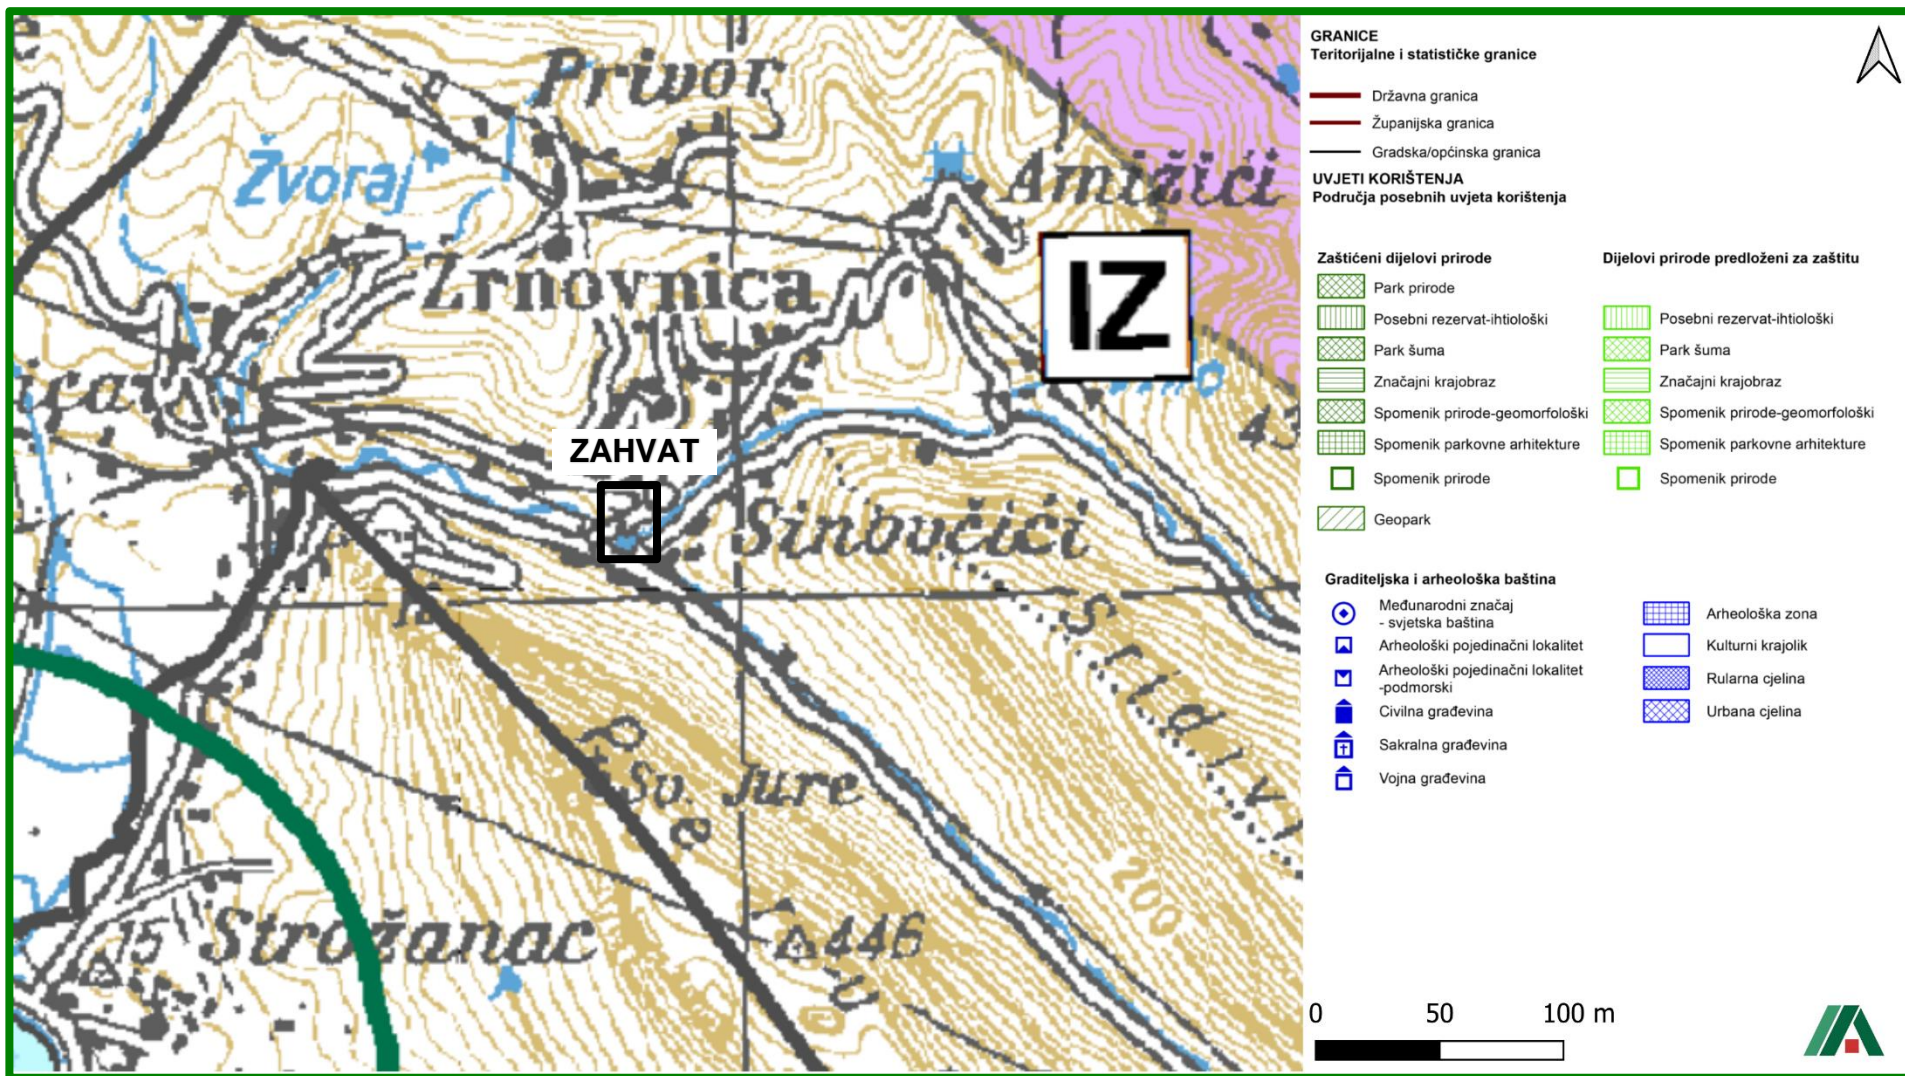 Privor
Žvoraj
Amižići
Zrnovnica
IZ
ZAHVAT
Sinbučići
Sv. Jure
200
446
15
Strožanac
GRANICE
Teritorijalne i statističke granice
Državna granica
Županijska granica
Gradska/općinska granica
UVJETI KORIŠTENJA
Područja posebnih uvjeta korištenja
Zaštićeni dijelovi prirode
Park prirode
Posebni rezervat-ihtiološki
Park šuma
Značajni krajobraz
Spomenik prirode-geomorfološki
Spomenik parkovne arhitekture
Spomenik prirode
Geopark
Dijelovi prirode predloženi za zaštitu
Posebni rezervat-ihtiološki
Park šuma
Značajni krajobraz
Spomenik prirode-geomorfološki
Spomenik parkovne arhitekture
Spomenik prirode
Graditeljska i arheološka baština
Međunarodni značaj
- svjetska baština
Arheološki pojedinačni lokalitet
Arheološki pojedinačni lokalitet
-podmorski
Civilna građevina
Sakralna građevina
Vojna građevina
Arheološka zona
Kulturni krajolik
Rularna cjelina
Urbana cjelina
0 50 100 m